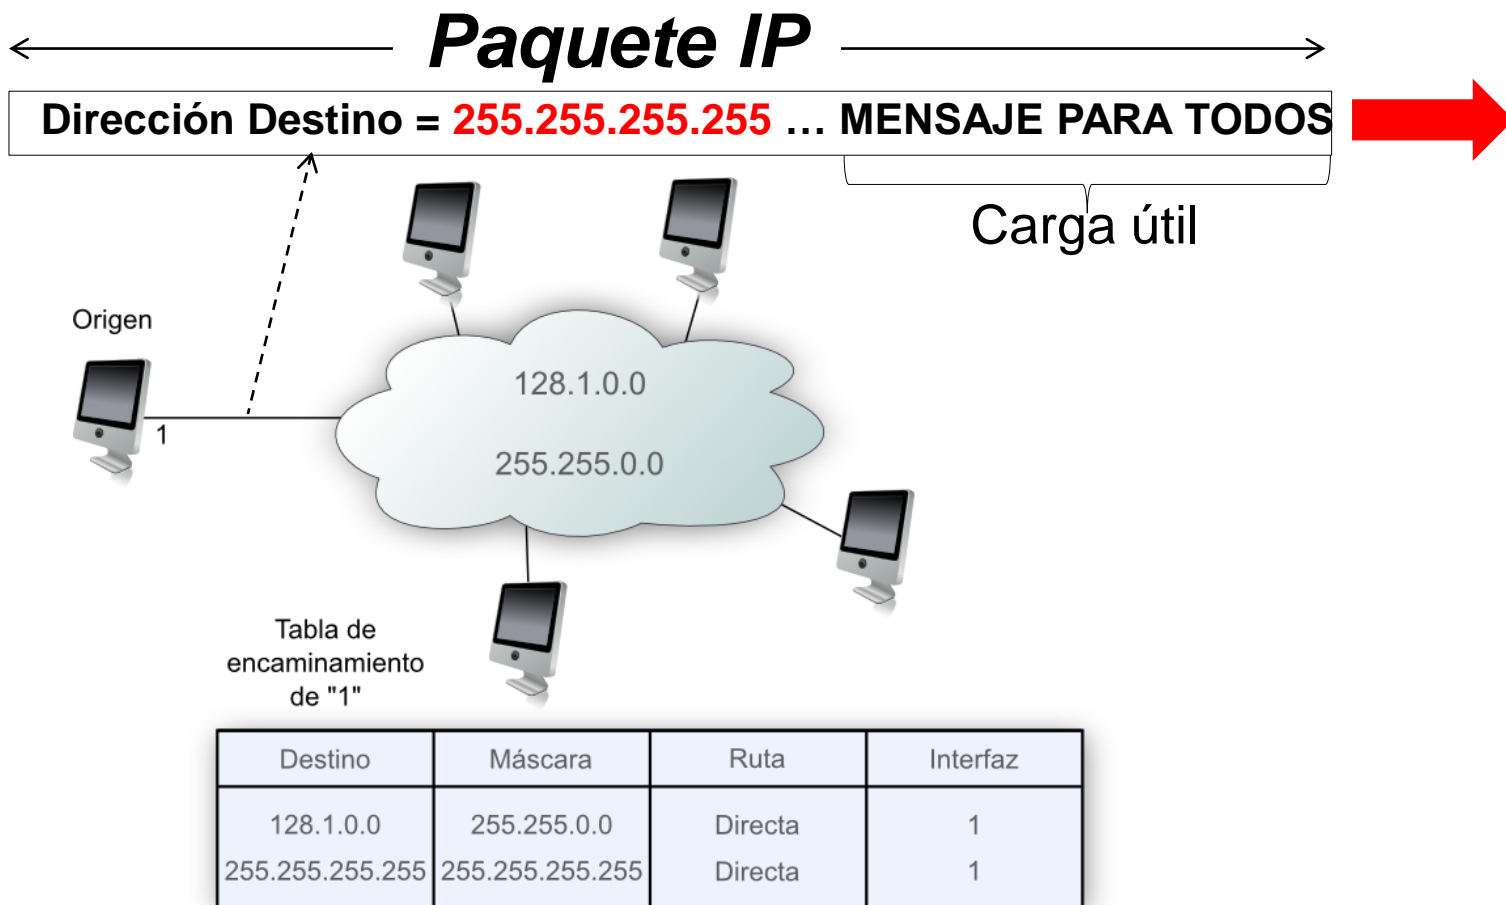 Paquete IP
Dirección Destino = 255.255.255.255 ... MENSAJE PARA TODOS
Carga útil
Origen
1
128.1.0.0
255.255.0.0
Tabla de
encaminamiento
de "1"
Destino Máscara Ruta Interfaz
128.1.0.0 255.255.0.0 Directa 1
255.255.255.255 255.255.255.255 Directa 1